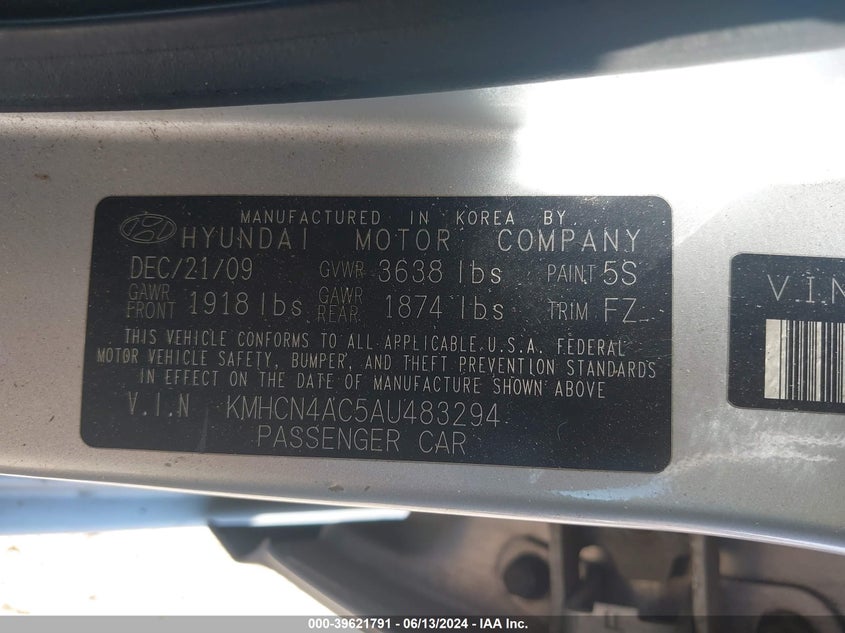 MANUFACTURED IN KOREA BY
HYUNDAI MOTOR COMPANY
DEC/21/09 GVWR 3638 lbs PAINT 5S
GAWR FRONT 1918 lbs GAWR REAR 1874 lbs TRIM FZ
THIS VEHICLE CONFORMS TO ALL APPLICABLE U.S.A. FEDERAL
MOTOR VEHICLE SAFETY, BUMPER, AND THEFT PREVENTION STANDARDS
IN EFFECT ON THE DATE OF MANUFACTURE SHOWN ABOVE
V.I.N KMHCN4AC5AU483294
PASSENGER CAR
V.I.N
000-39621791 - 06/13/2024 - IAA Inc.